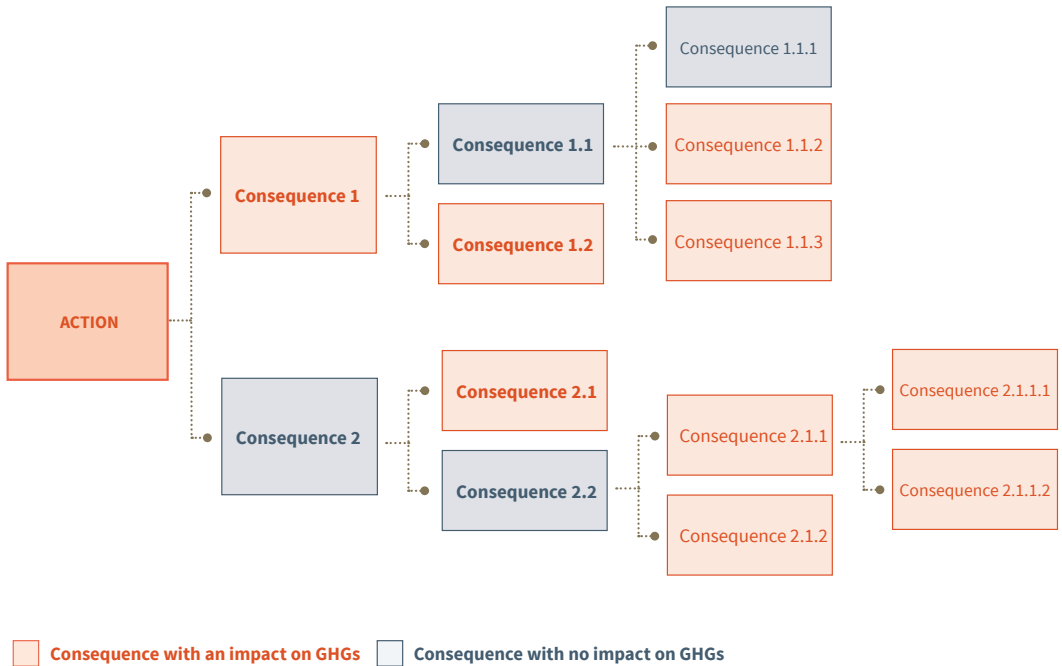 ACTION
Consequence 1
Consequence 1.1
Consequence 1.1.1
Consequence 1.1.2
Consequence 1.1.3
Consequence 1.2
Consequence 2
Consequence 2.1
Consequence 2.2
Consequence 2.1.1
Consequence 2.1.1.1
Consequence 2.1.1.2
Consequence 2.1.2
Consequence with an impact on GHGs
Consequence with no impact on GHGs